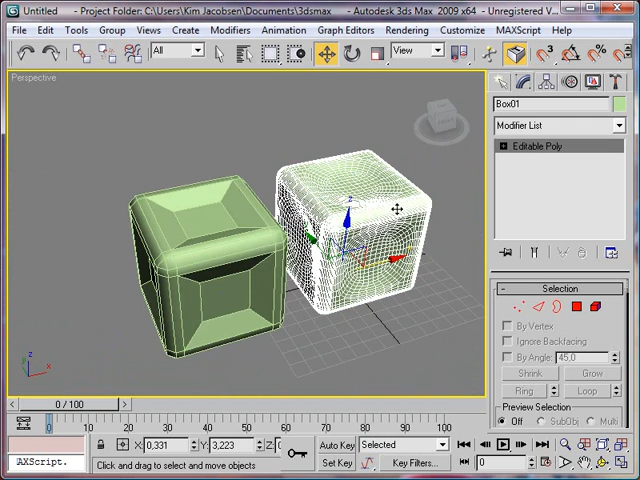 Untitled - Project Folder: C:\Users\Kim Jacobsen\Documents\3dsmax - Autodesk 3ds Max 2009 x64 - Unregistered V...
File Edit Tools Group Views Create Modifiers Animation Graph Editors Rendering Customize MAXScript Help
All View 3 %
Perspective
Box01
Modifier List
Editable Poly
Selection
By Vertex
Ignore Backfacing
By Angle: 45,0
Shrink Grow
Ring Loop
Preview Selection
Off SubObj Multi
z
z
y x
0 / 100
0 10 20 30 40 50 60 70 80 90 100
X: 0,331 Y: 3,223 Z:
Auto Key Selected
AXScript. Click and drag to select and move objects
Set Key Key Filters... 0